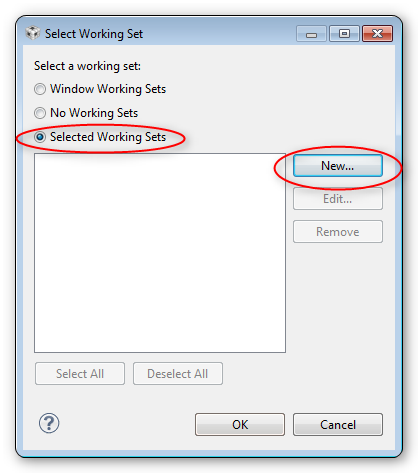 Select Working Set
Select a working set:
Window Working Sets
No Working Sets
Selected Working Sets
New...
Edit...
Remove
Select All
Deselect All
?
OK
Cancel